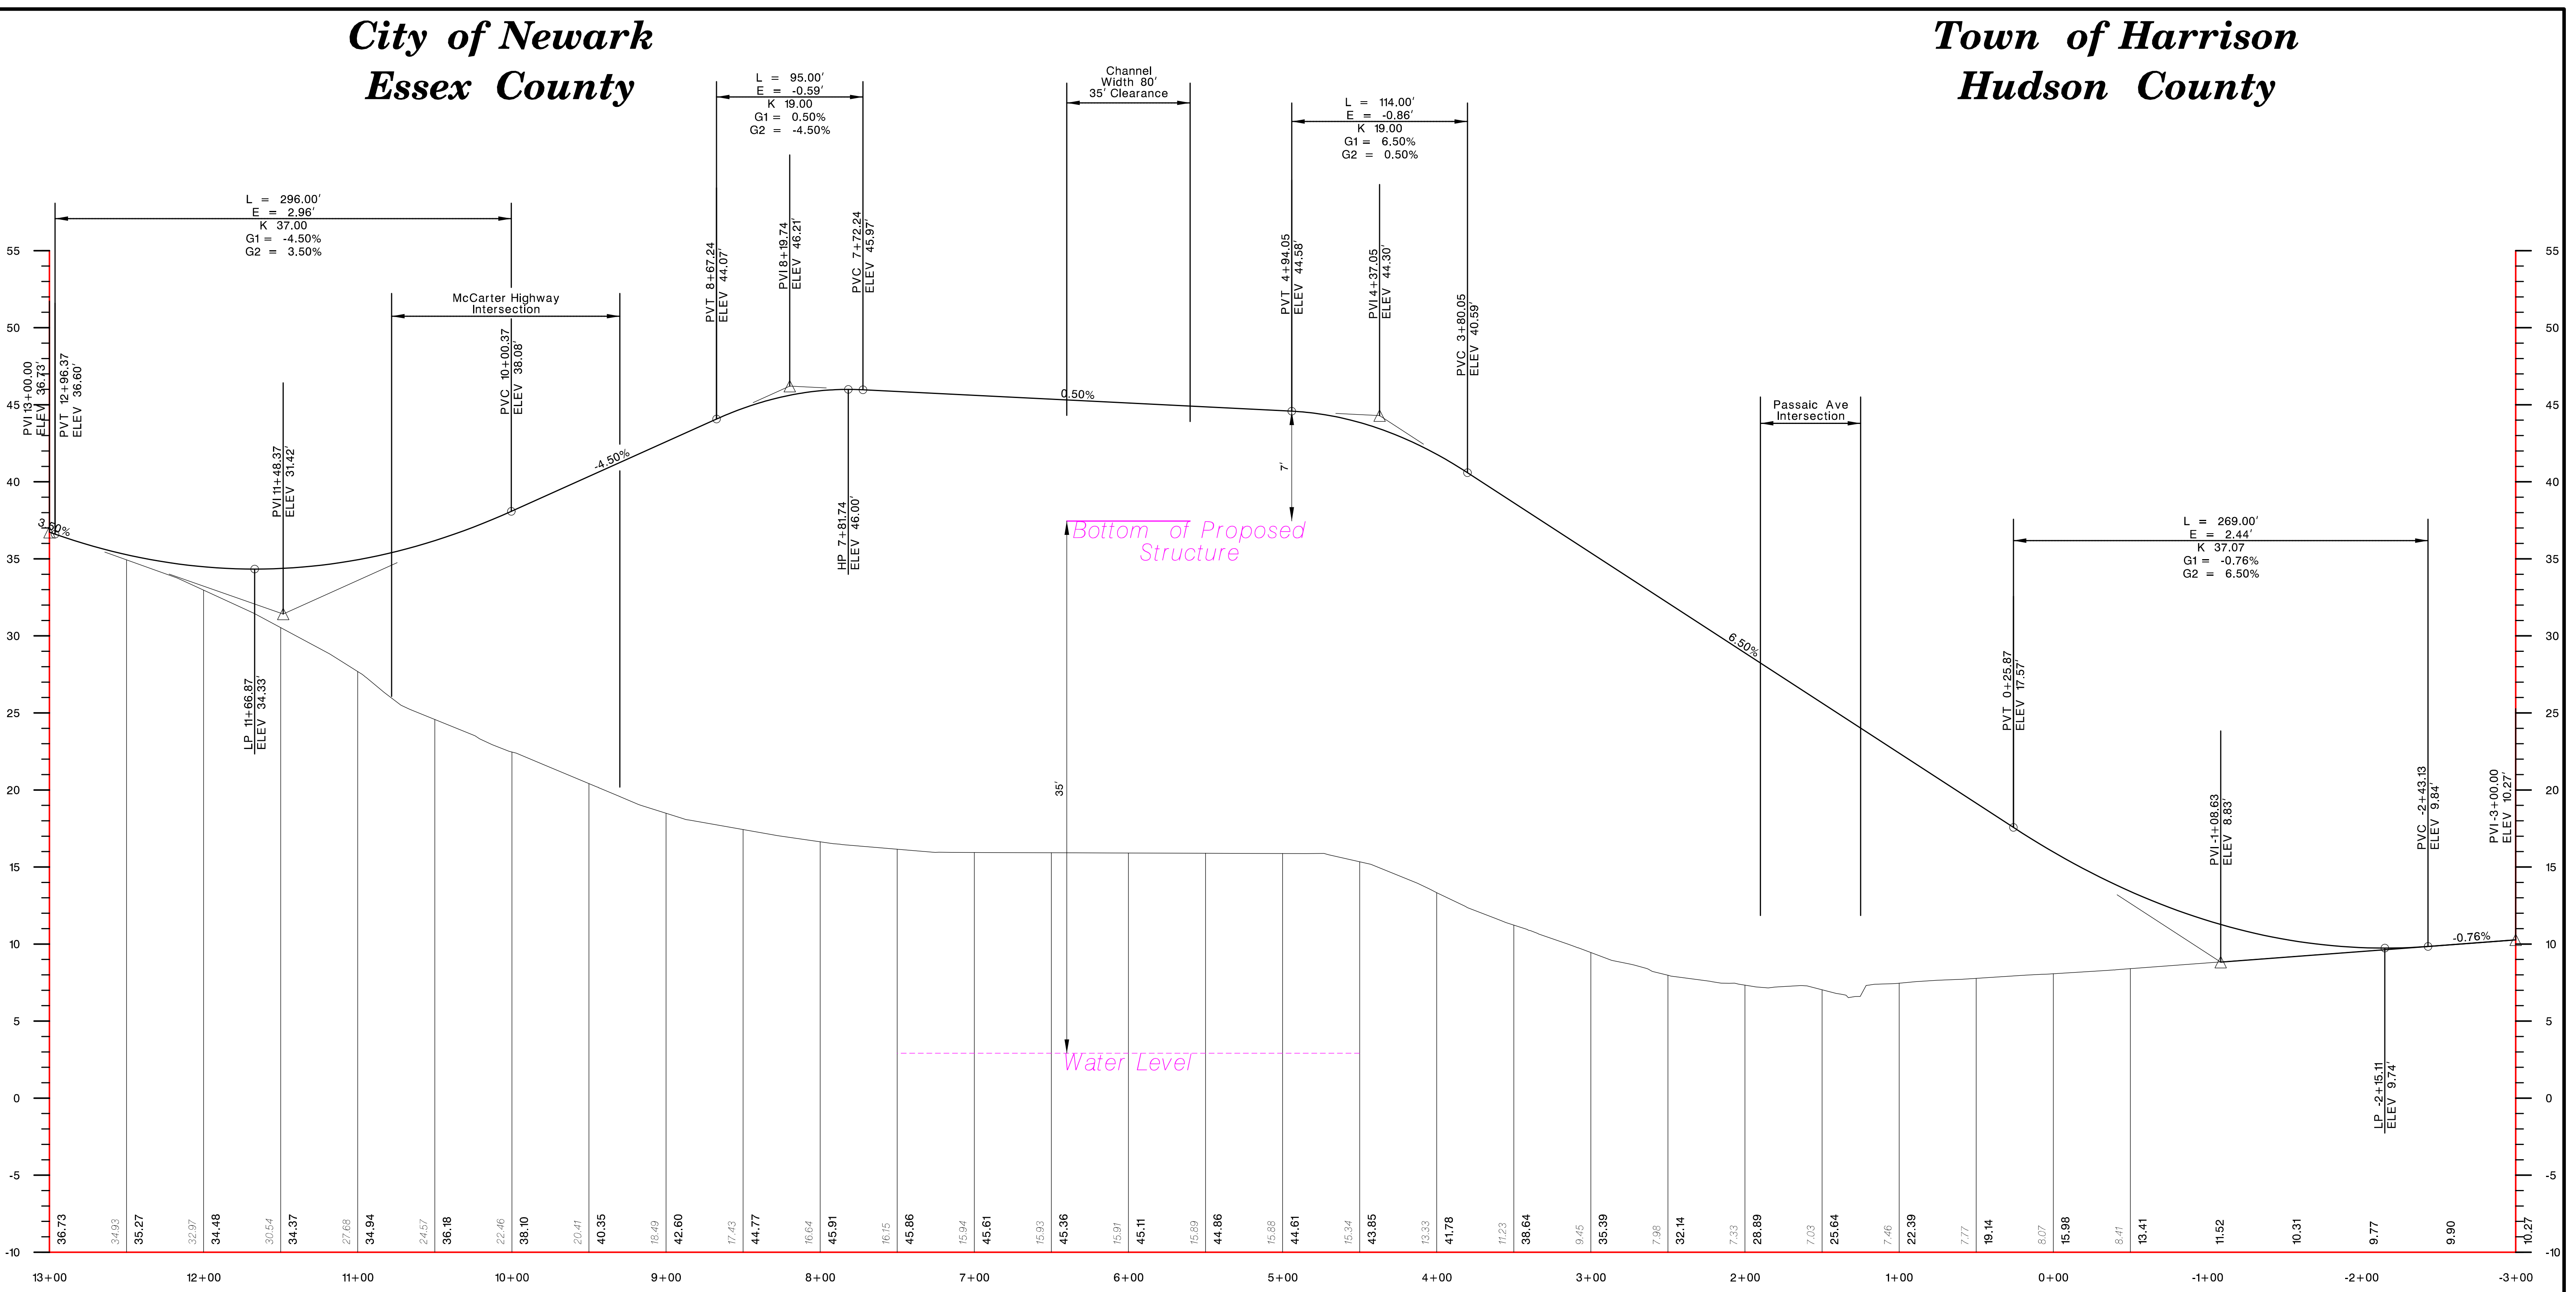 City of Newark
Essex County
Town of Harrison
Hudson County
L = 296.00'
E = 2.96'
K 37.00
G1 = -4.50%
G2 = 3.50%
L = 95.00'
E = -0.59'
K 19.00
G1 = 0.50%
G2 = -4.50%
Channel
Width 80'
35' Clearance
L = 114.00'
E = -0.86'
K 19.00
G1 = 6.50%
G2 = 0.50%
L = 269.00'
E = 2.44'
K 37.07
G1 = -0.76%
G2 = 6.50%
McCarter Highway
Intersection
Passaic Ave
Intersection
PVI 13+00.00
ELEV 36.73'
PVT 12+96.37
ELEV 36.60'
LP 11+66.87
ELEV 34.33'
PVI 11+48.37
ELEV 31.42'
PVC 10+00.37
ELEV 38.08'
PVT 8+67.24
ELEV 44.07'
PVI 8+19.74
ELEV 46.21'
HP 7+81.74
ELEV 46.00'
PVC 7+72.24
ELEV 45.97'
PVT 4+94.05
ELEV 44.58'
PVI 4+37.05
ELEV 44.30'
PVC 3+80.05
ELEV 40.59'
PVT 0+25.87
ELEV 17.57'
PVI -1+08.63
ELEV 8.83'
LP -2+15.11
ELEV 9.74'
PVC -2+43.13
ELEV 9.84'
PVI -3+00.00
ELEV 10.27'
3.50%
-4.50%
0.50%
6.50%
-0.76%
7'
35'
Bottom of Proposed
Structure
Water Level
55
50
45
40
35
30
25
20
15
10
5
0
-5
-10
55
50
45
40
35
30
25
20
15
10
5
0
-5
-10
36.73
34.93 35.27
32.97 34.48
30.54 34.37
27.68 34.94
24.57 36.18
22.46 38.10
20.41 40.35
18.49 42.60
17.43 44.77
16.64 45.91
16.15 45.86
15.94 45.61
15.93 45.36
15.91 45.11
15.89 44.86
15.88 44.61
15.34 43.85
13.33 41.78
11.23 38.64
9.45 35.39
7.98 32.14
7.33 28.89
7.03 25.64
7.46 22.39
7.77 19.14
8.07 15.98
8.41 13.41
11.52
10.31
9.77
9.90
10.27
13+00 12+00 11+00 10+00 9+00 8+00 7+00 6+00 5+00 4+00 3+00 2+00 1+00 0+00 -1+00 -2+00 -3+00